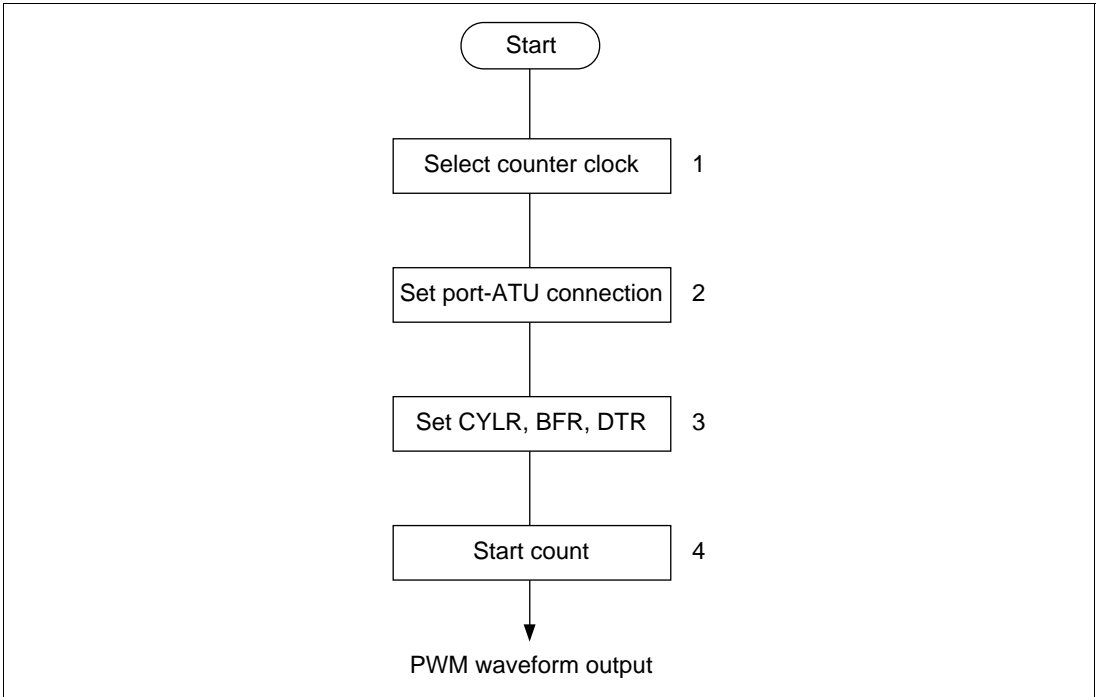 Start
Select counter clock 1
Set port-ATU connection 2
Set CYLR, BFR, DTR 3
Start count 4
PWM waveform output